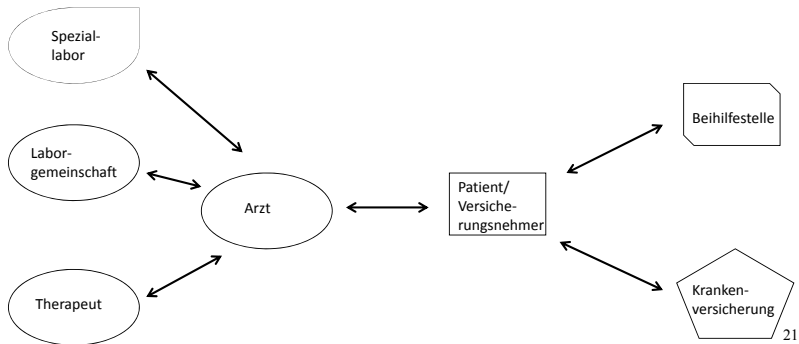 Spezial-
labor
Labor-
gemeinschaft
Therapeut
Arzt
Patient/
Versiche-
rungsnehmer
Beihilfestelle
Kranken-
versicherung
21